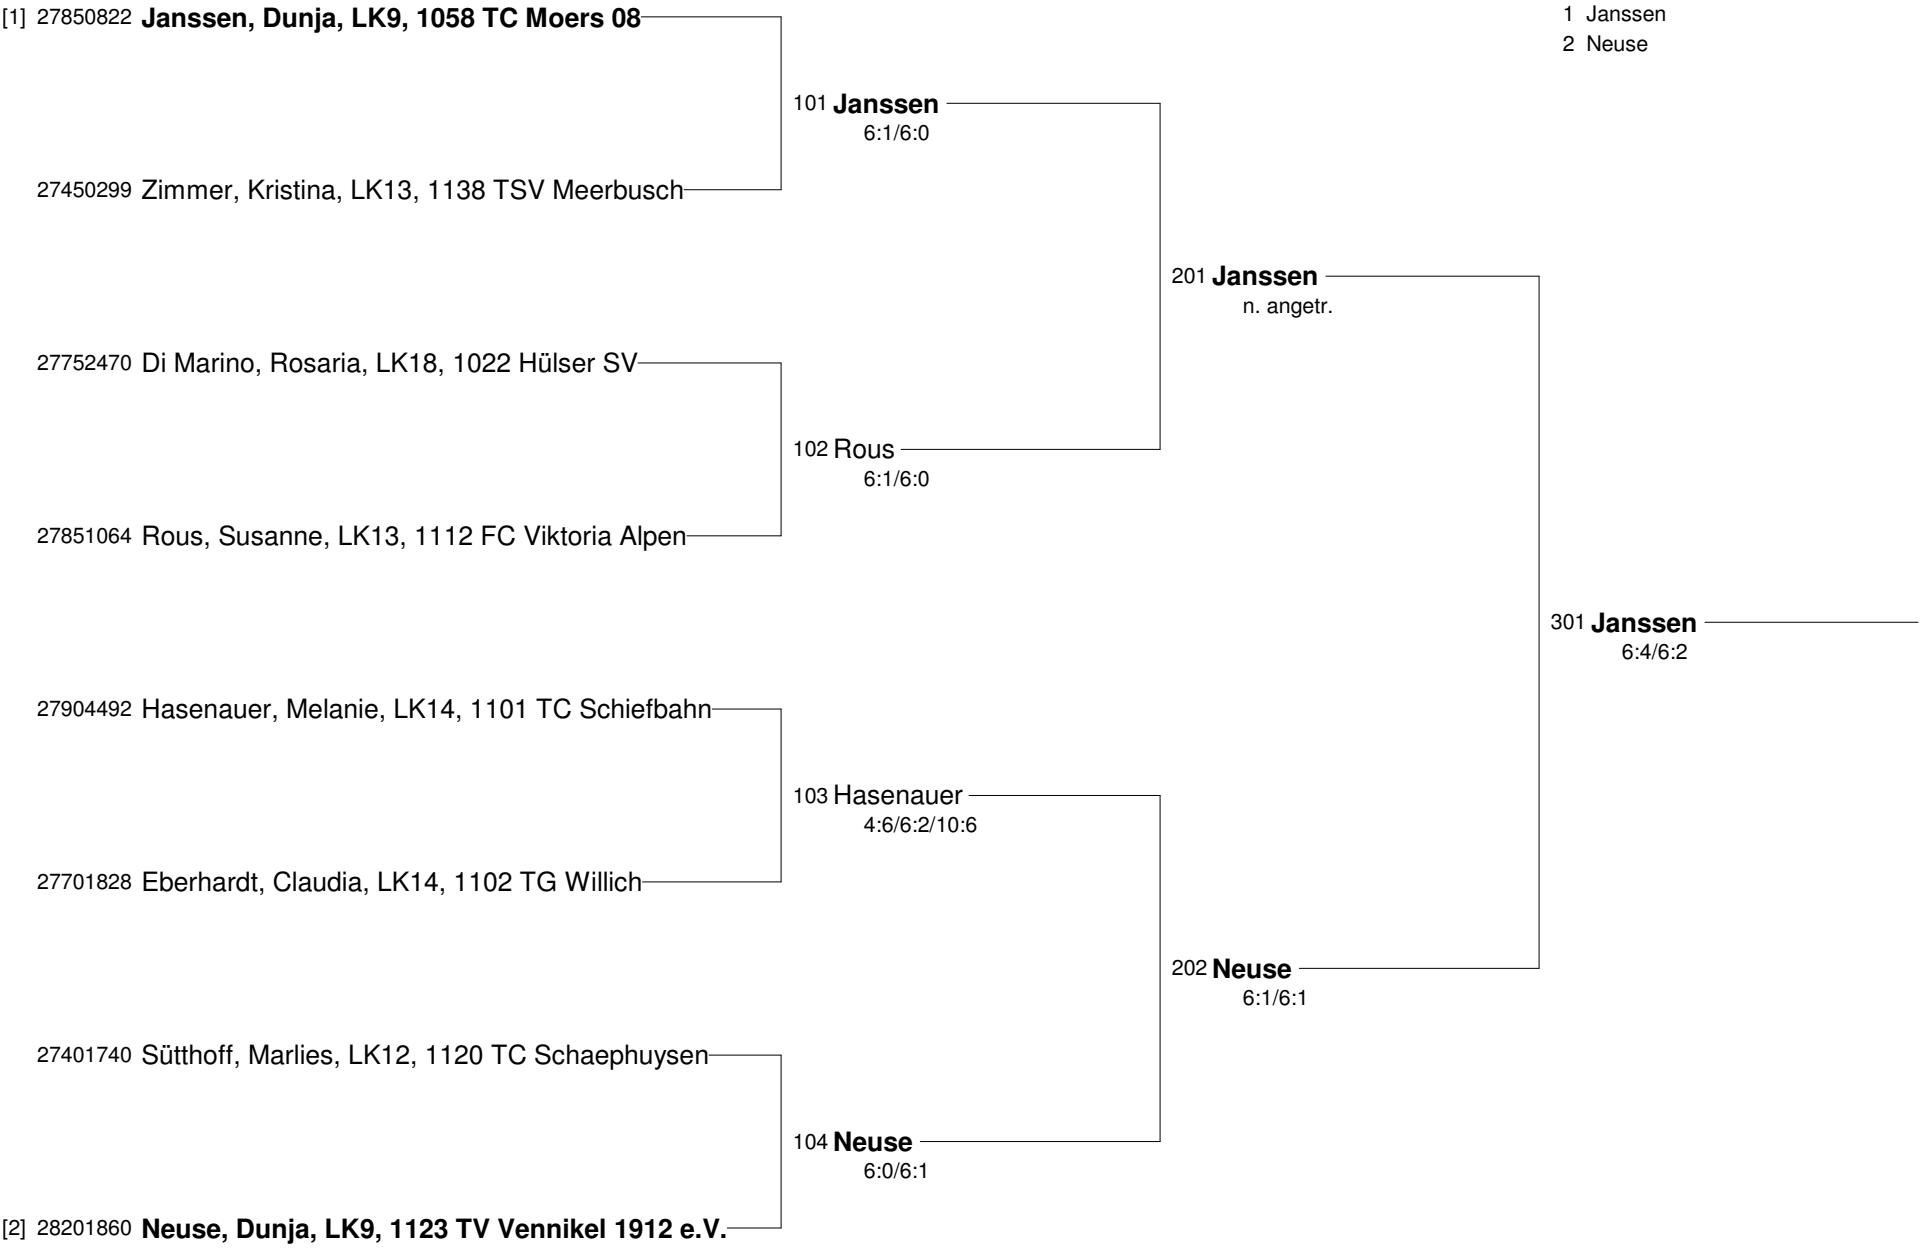 [1] 27850822 Janssen, Dunja, LK9, 1058 TC Moers 08
1 Janssen
2 Neuse
101 Janssen
6:1/6:0
27450299 Zimmer, Kristina, LK13, 1138 TSV Meerbusch
201 Janssen
n. angetr.
27752470 Di Marino, Rosaria, LK18, 1022 Hülser SV
102 Rous
6:1/6:0
27851064 Rous, Susanne, LK13, 1112 FC Viktoria Alpen
301 Janssen
6:4/6:2
27904492 Hasenauer, Melanie, LK14, 1101 TC Schiefbahn
103 Hasenauer
4:6/6:2/10:6
27701828 Eberhardt, Claudia, LK14, 1102 TG Willich
202 Neuse
6:1/6:1
27401740 Sütthoff, Marlies, LK12, 1120 TC Schaephuysen
104 Neuse
6:0/6:1
[2] 28201860 Neuse, Dunja, LK9, 1123 TV Vennikel 1912 e.V.